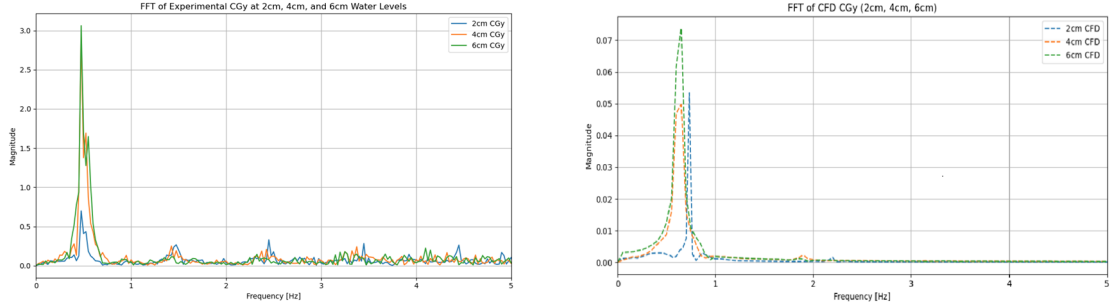 FFT of Experimental CGy at 2cm, 4cm, and 6cm Water Levels
2cm CGy
4cm CGy
6cm CGy
Magnitude
3.0
2.5
2.0
1.5
1.0
0.5
0.0
0 1 2 3 4 5
Frequency [Hz]
FFT of CFD CGy (2cm, 4cm, 6cm)
2cm CFD
4cm CFD
6cm CFD
Magnitude
0.07
0.06
0.05
0.04
0.03
0.02
0.01
0.00
0 1 2 3 4 5
Frequency [Hz]